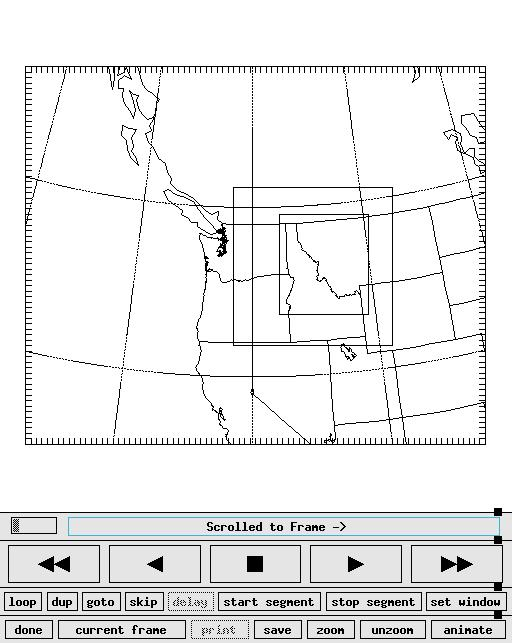 Scrolled to Frame ->
loop dup goto skip delay start segment stop segment set window
done current frame print save zoom unzoom animate